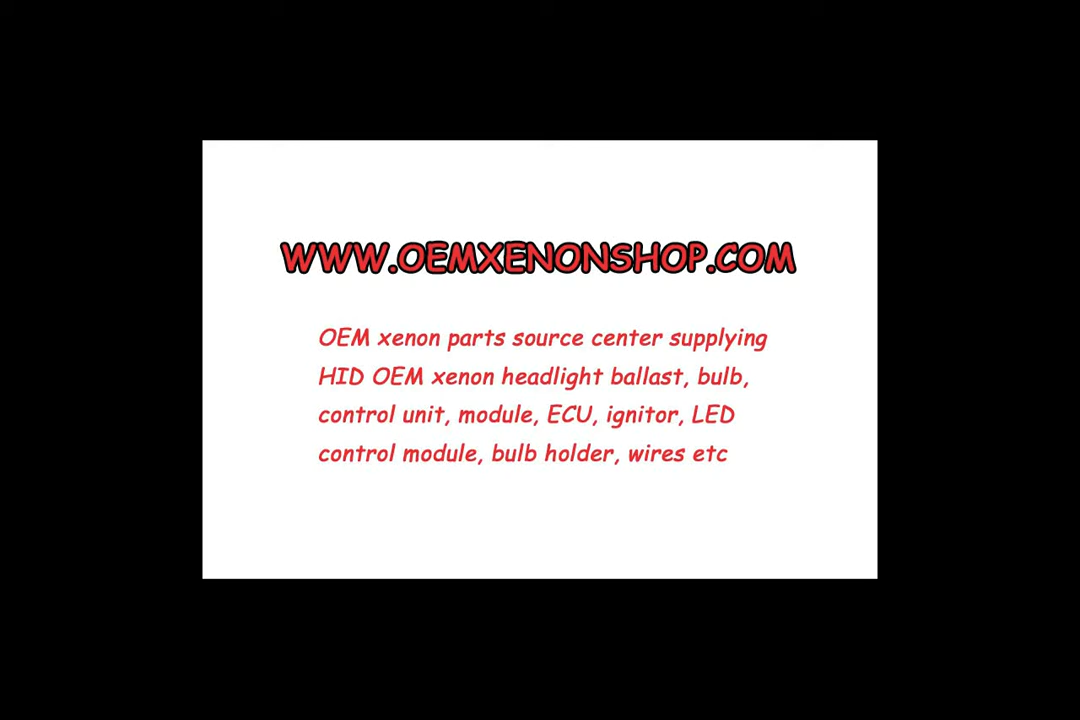 WWW.OEMXENONSHOP.COM
OEM xenon parts source center supplying
HID OEM xenon headlight ballast, bulb,
control unit, module, ECU, ignitor, LED
control module, bulb holder, wires etc